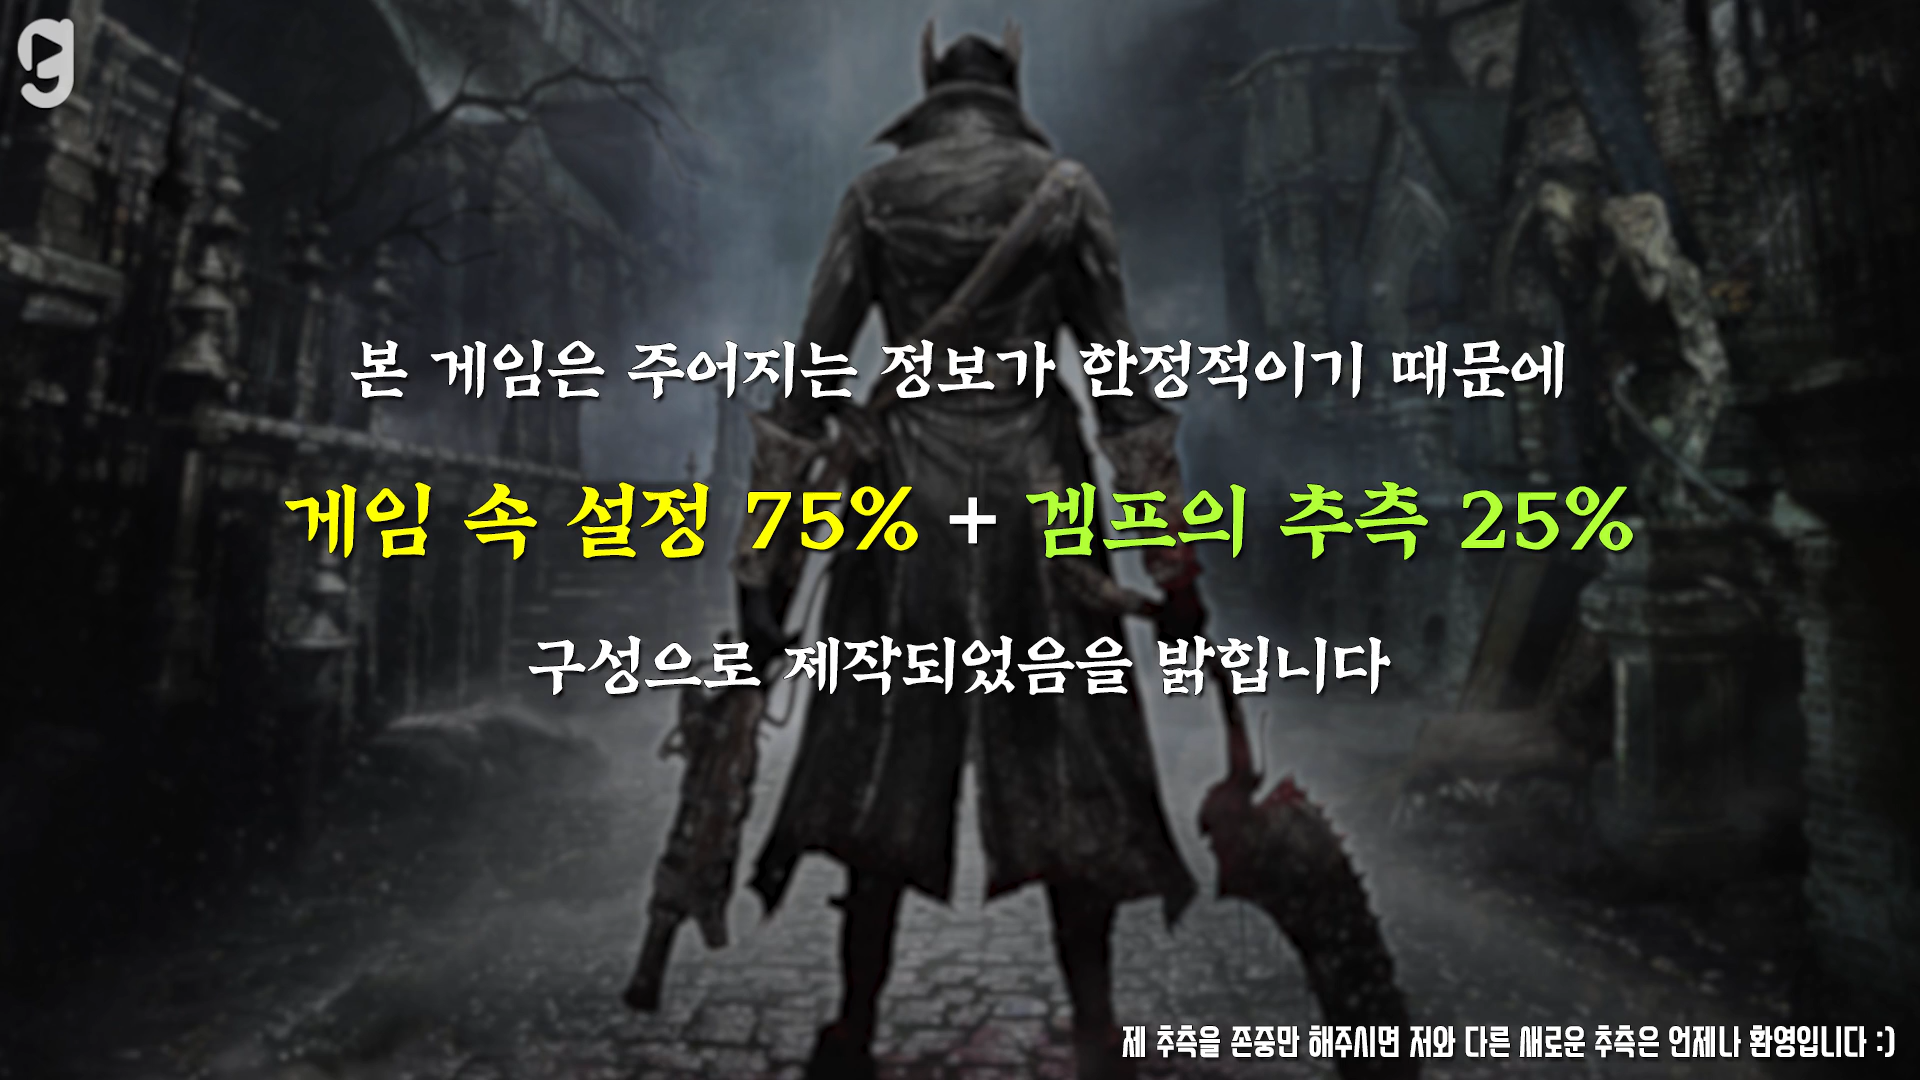 본 게임은 주어지는 정보가 한정적이기 때문에
게임 속 설정 75% + 겜프의 추측 25%
구성으로 제작되었음을 밝힙니다
제 추측을 존중만 해주시면 저와 다른 새로운 추측은 언제나 환영입니다 :)